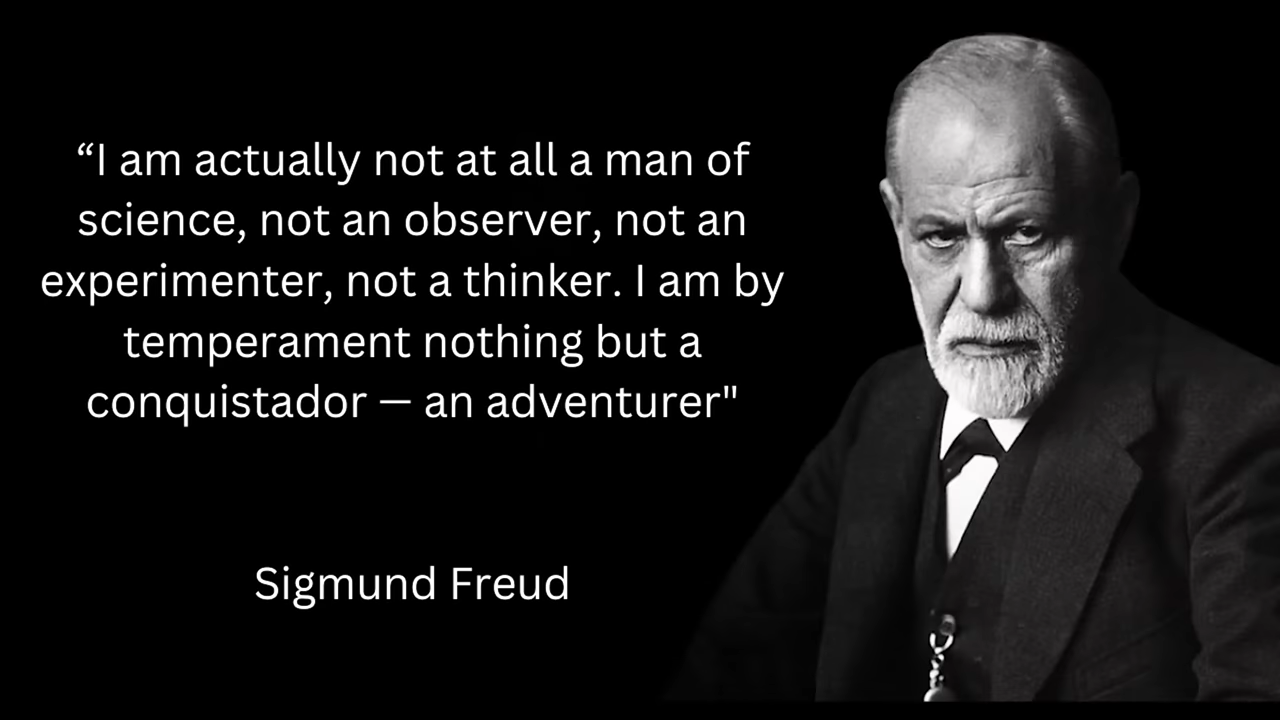 “I am actually not at all a man of
science, not an observer, not an
experimenter, not a thinker. I am by
temperament nothing but a
conquistador — an adventurer"
Sigmund Freud